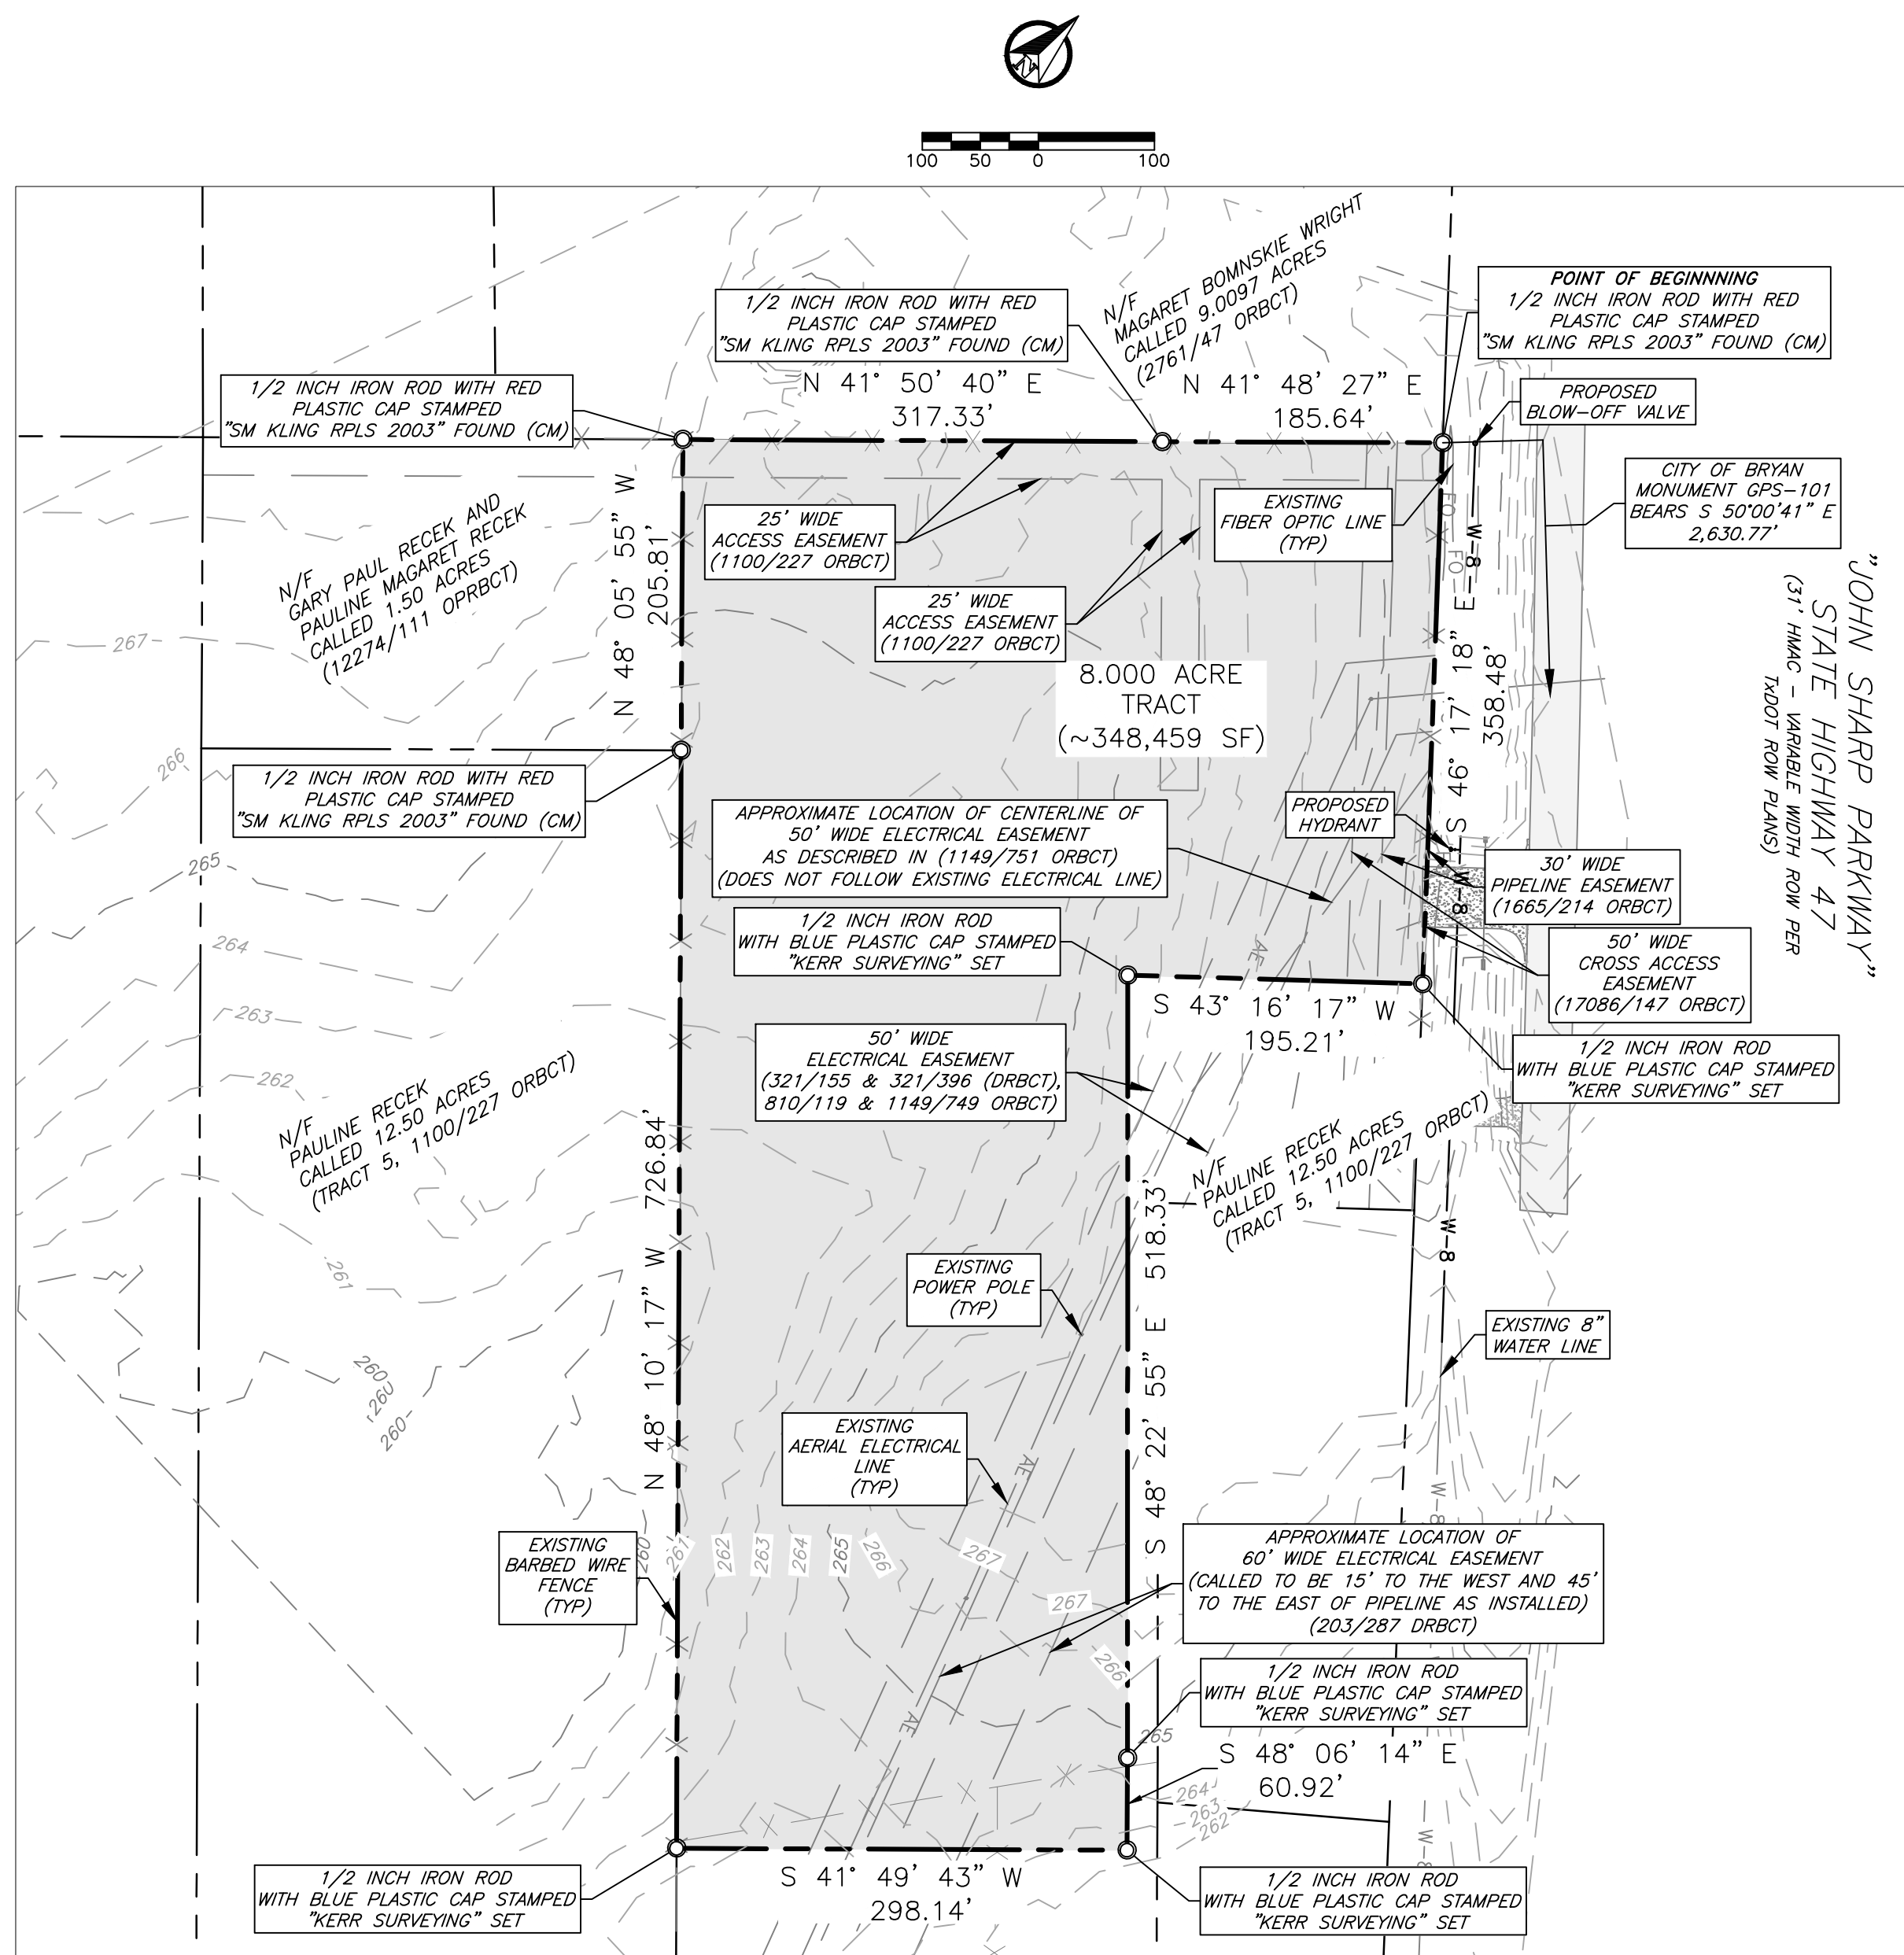 N
100 50 0 100
N/F
MAGARET BOMNSKIE WRIGHT
CALLED 9.0097 ACRES
(2761/47 ORBCT)
POINT OF BEGINNNING
1/2 INCH IRON ROD WITH RED
PLASTIC CAP STAMPED
"SM KLING RPLS 2003" FOUND (CM)
1/2 INCH IRON ROD WITH RED
PLASTIC CAP STAMPED
"SM KLING RPLS 2003" FOUND (CM)
1/2 INCH IRON ROD WITH RED
PLASTIC CAP STAMPED
"SM KLING RPLS 2003" FOUND (CM)
N 41° 50' 40" E
317.33'
N 41° 48' 27" E
185.64'
PROPOSED
BLOW-OFF VALVE
CITY OF BRYAN
MONUMENT GPS-101
BEARS S 50°00'41" E
2,630.77'
"JOHN SHARP PARKWAY"
STATE HIGHWAY 47
(31' HMAC - VARIABLE WIDTH ROW PER
TxDOT ROW PLANS)
N/F
GARY PAUL RECEK AND
PAULINE MAGARET RECEK
CALLED 1.50 ACRES
(12274/111 OPRBCT)
N 48° 05' 55" W
205.81'
25' WIDE
ACCESS EASEMENT
(1100/227 ORBCT)
EXISTING
FIBER OPTIC LINE
(TYP)
FO
FO
W-8
25' WIDE
ACCESS EASEMENT
(1100/227 ORBCT)
8.000 ACRE
TRACT
(~348,459 SF)
S 46° 17' 18" E
358.48'
267
266
1/2 INCH IRON ROD WITH RED
PLASTIC CAP STAMPED
"SM KLING RPLS 2003" FOUND (CM)
APPROXIMATE LOCATION OF CENTERLINE OF
50' WIDE ELECTRICAL EASEMENT
AS DESCRIBED IN (1149/751 ORBCT)
(DOES NOT FOLLOW EXISTING ELECTRICAL LINE)
PROPOSED
HYDRANT
30' WIDE
PIPELINE EASEMENT
(1665/214 ORBCT)
W-8
265
264
263
262
1/2 INCH IRON ROD
WITH BLUE PLASTIC CAP STAMPED
"KERR SURVEYING" SET
AE
50' WIDE
CROSS ACCESS
EASEMENT
(17086/147 ORBCT)
S 43° 16' 17" W
195.21'
1/2 INCH IRON ROD
WITH BLUE PLASTIC CAP STAMPED
"KERR SURVEYING" SET
50' WIDE
ELECTRICAL EASEMENT
(321/155 & 321/396 (DRBCT),
810/119 & 1149/749 ORBCT)
N/F
PAULINE RECEK
CALLED 12.50 ACRES
(TRACT 5, 1100/227 ORBCT)
N/F
PAULINE RECEK
CALLED 12.50 ACRES
(TRACT 5, 1100/227 ORBCT)
N 48° 10' 17" W 726.84'
S 48° 22' 55" E 518.33'
W-8
261
EXISTING
POWER POLE
(TYP)
EXISTING 8"
WATER LINE
260
260
260
EXISTING
AERIAL ELECTRICAL
LINE
(TYP)
AE
W-8
EXISTING
BARBED WIRE
FENCE
(TYP)
260
261
262
263
264
265
266
267
267
266
APPROXIMATE LOCATION OF
60' WIDE ELECTRICAL EASEMENT
(CALLED TO BE 15' TO THE WEST AND 45'
TO THE EAST OF PIPELINE AS INSTALLED)
(203/287 DRBCT)
1/2 INCH IRON ROD
WITH BLUE PLASTIC CAP STAMPED
"KERR SURVEYING" SET
AE
265
S 48° 06' 14" E
60.92'
264
263
262
W-8
S 41° 49' 43" W
298.14'
1/2 INCH IRON ROD
WITH BLUE PLASTIC CAP STAMPED
"KERR SURVEYING" SET
1/2 INCH IRON ROD
WITH BLUE PLASTIC CAP STAMPED
"KERR SURVEYING" SET